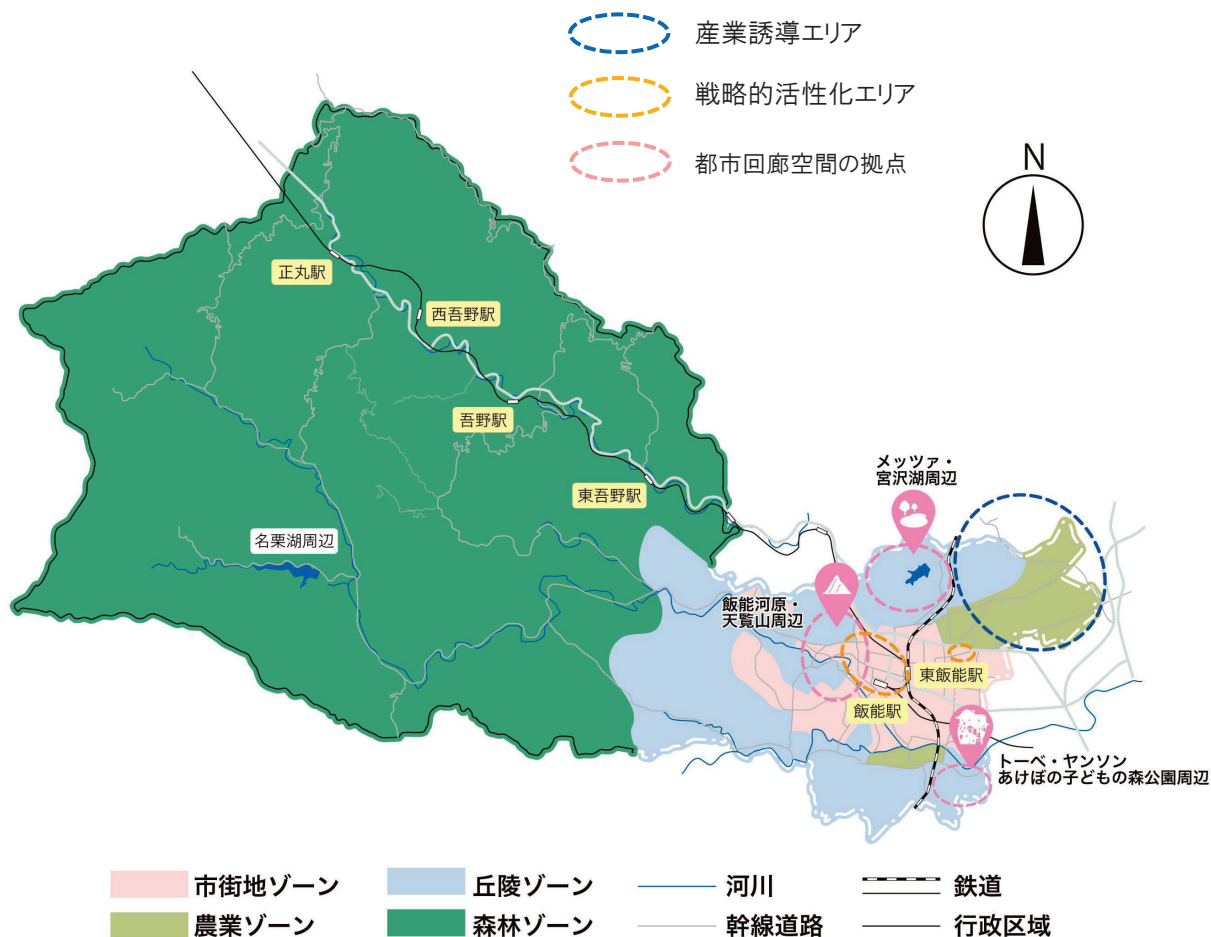 産業誘導エリア
戦略的活性化エリア
都市回廊空間の拠点
N
正丸駅
西吾野駅
吾野駅
東吾野駅
メッツァ・
宮沢湖周辺
名栗湖周辺
飯能河原・
天覧山周辺
東飯能駅
飯能駅
トーベ・ヤンソン
あけぼの子どもの森公園周辺
市街地ゾーン
丘陵ゾーン
河川
鉄道
農業ゾーン
森林ゾーン
幹線道路
行政区域